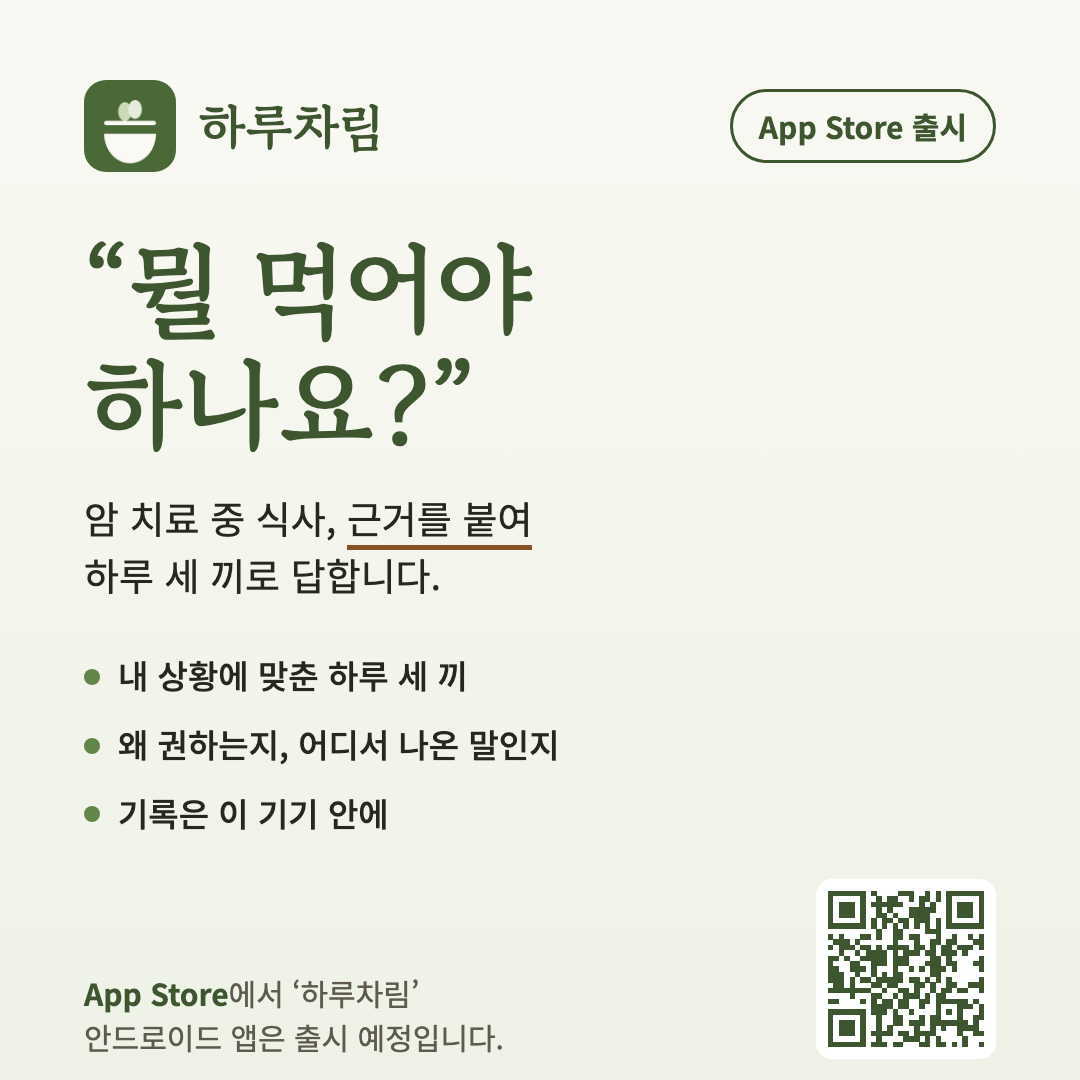 하루차림
App Store 출시
“뭘 먹어야
하나요?”
암 치료 중 식사, 근거를 붙여
하루 세 끼로 답합니다.
내 상황에 맞춘 하루 세 끼
왜 권하는지, 어디서 나온 말인지
기록은 이 기기 안에
App Store에서 ‘하루차림’
안드로이드 앱은 출시 예정입니다.